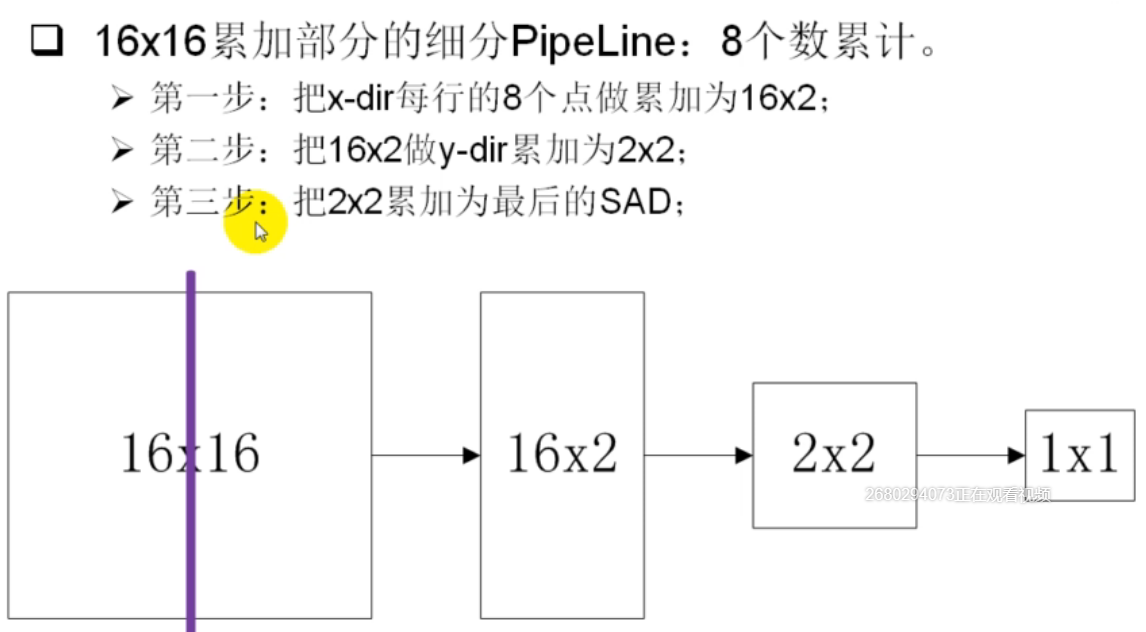 16x16累加部分的细分PipeLine：8个数累计。
第一步：把x-dir每行的8个点做累加为16x2；
第二步：把16x2做y-dir累加为2x2；
第三步：把2x2累加为最后的SAD；
16x16
16x2
2x2
1x1
2680294073正在观看视频